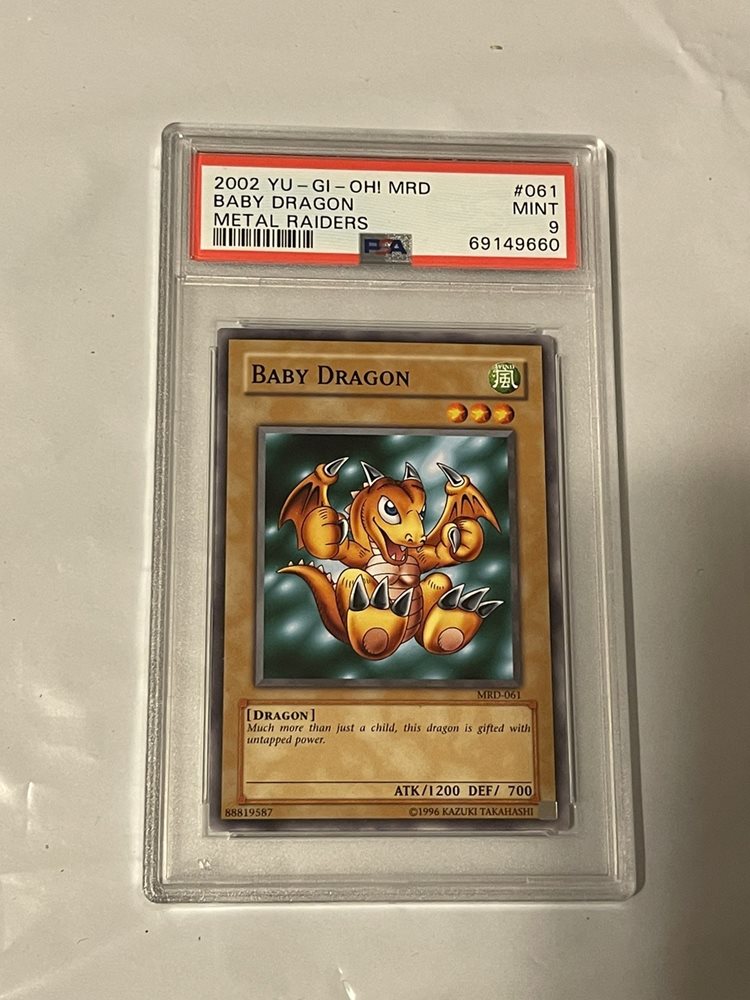 2002 YU-GI-OH! MRD #061
BABY DRAGON MINT
METAL RAIDERS 9
PSA 69149660
BABY DRAGON
WIND
風
MRD-061
[DRAGON]
Much more than just a child, this dragon is gifted with
untapped power.
ATK/1200 DEF/ 700
88819587 ©1996 KAZUKI TAKAHASHI